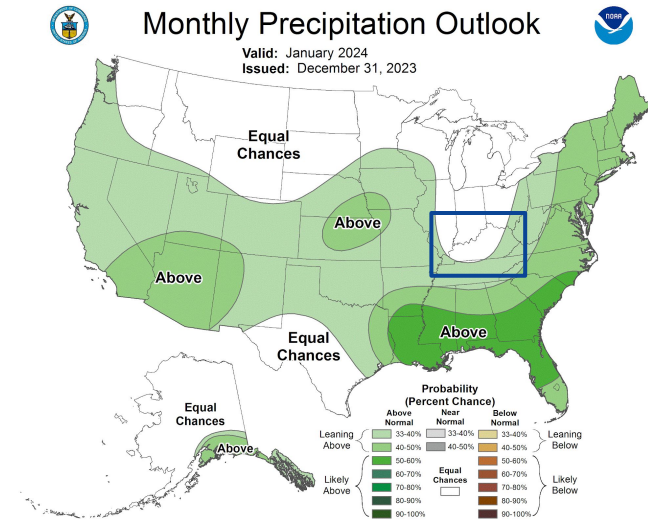 Monthly Precipitation Outlook
NOAA
Valid: January 2024
Issued: December 31, 2023
Equal
Chances
Above
Above
Above
Equal
Chances
Equal
Chances
Above
Probability
(Percent Chance)
Above
Normal
Near
Normal
Below
Normal
Leaning
Above
33-40%
33-40%
33-40%
Leaning
Below
40-50%
40-50%
40-50%
Likely
Above
50-60%
50-60%
Likely
Below
60-70%
60-70%
Equal
Chances
70-80%
70-80%
80-90%
80-90%
90-100%
90-100%